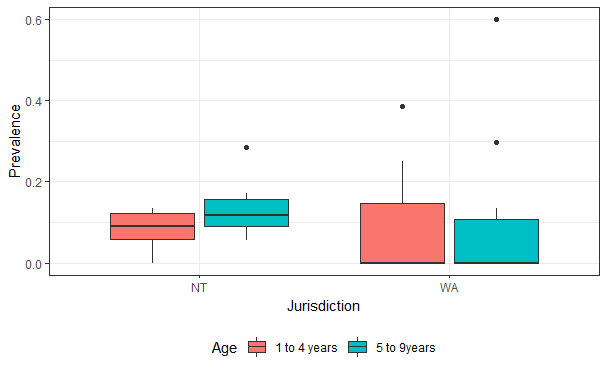 0.6
0.4
0.2
0.0
Prevalence
NT WA
Jurisdiction
Age 1 to 4 years 5 to 9years